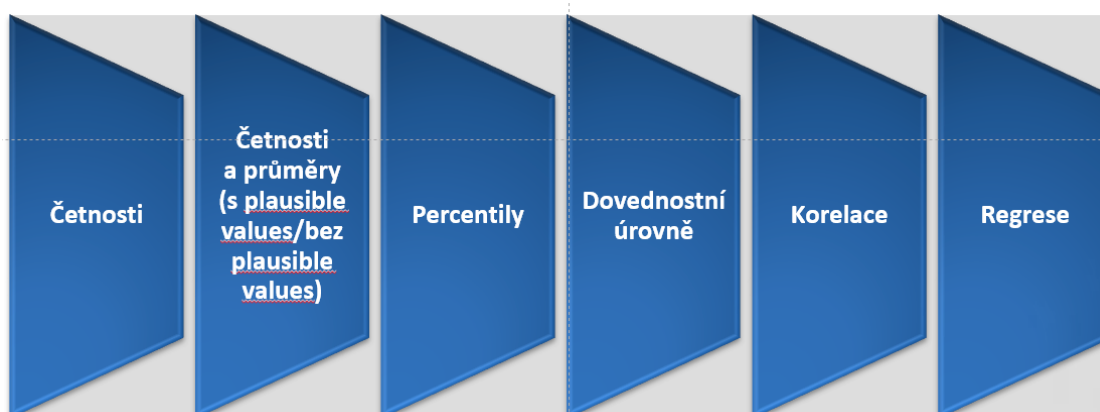 Četnosti
Četnosti
a průměry
(s plausible
values/bez
plausible
values)
Percentily
Dovednostní
úrovně
Korelace
Regrese